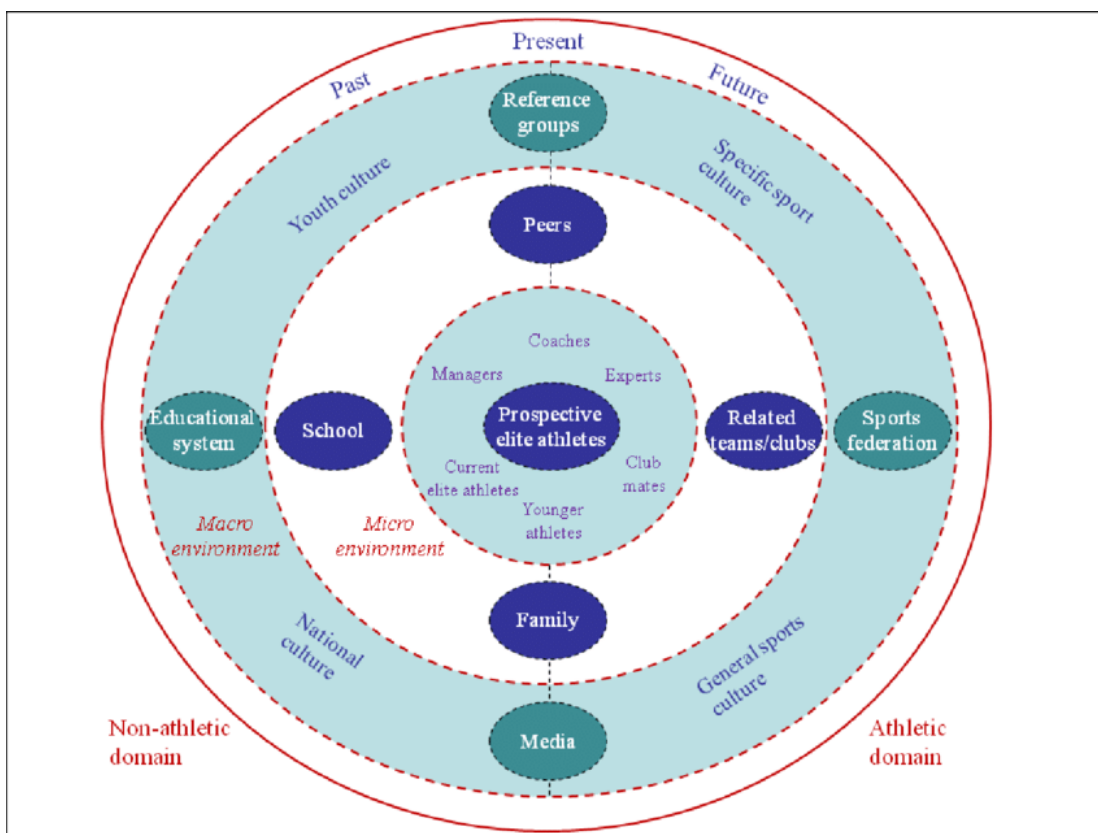 Present
Past
Future
Reference
groups
Youth culture
Specific sport
culture
Peers
Coaches
Managers
Experts
Educational
system
School
Prospective
elite athletes
Related
teams/clubs
Sports
federation
Current
elite athletes
Club
mates
Younger
athletes
Macro
environment
Micro
environment
Family
National
culture
General sports
culture
Non-athletic
domain
Media
Athletic
domain